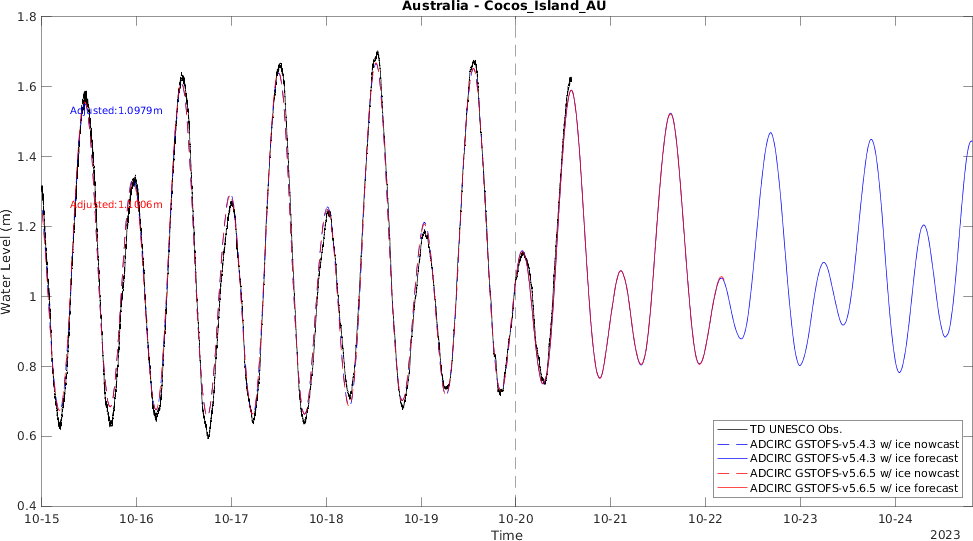 Australia - Cocos_Island_AU
1.8
1.6
1.4
1.2
1
0.8
0.6
0.4
Water Level (m)
Adjusted:1.0979m
TD UNESCO Obs.
ADCIRC GSTOFS-v5.4.3 w/ ice nowcast
ADCIRC GSTOFS-v5.4.3 w/ ice forecast
ADCIRC GSTOFS-v5.6.5 w/ ice nowcast
ADCIRC GSTOFS-v5.6.5 w/ ice forecast
10-15 10-16 10-17 10-18 10-19 10-20 10-21 10-22 10-23 10-24
Time
2023